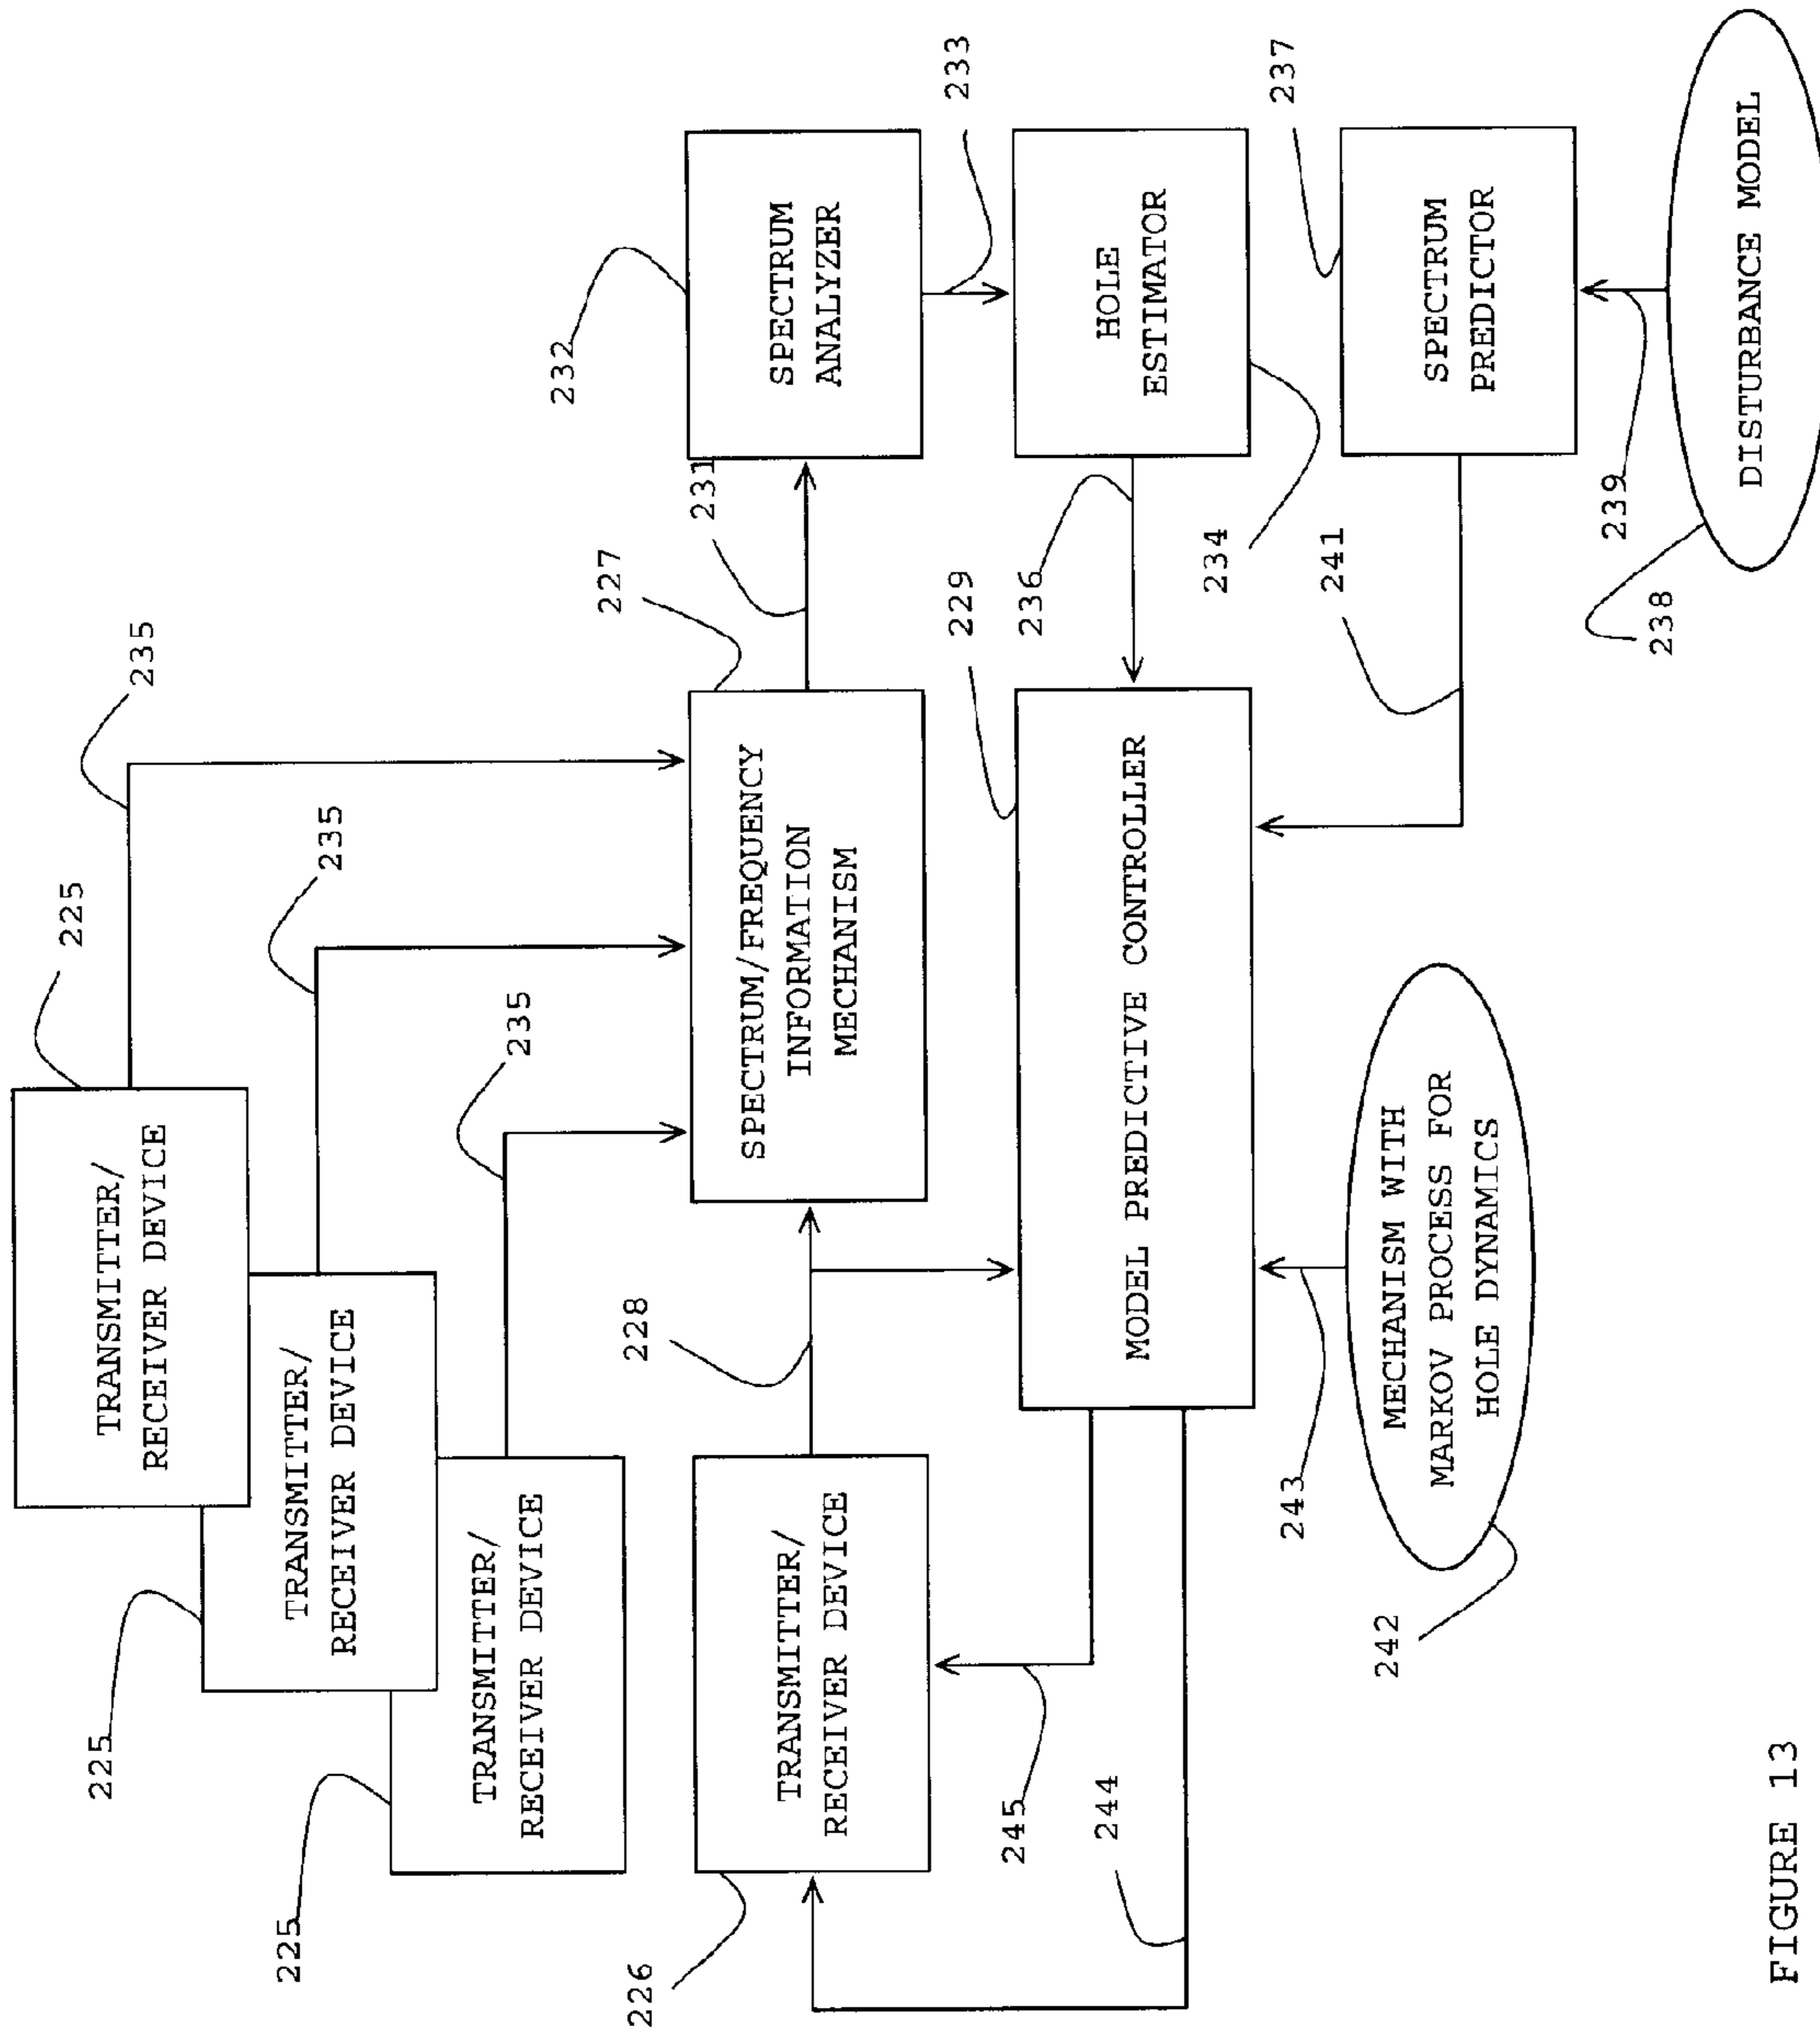 225
TRANSMITTER/
RECEIVER DEVICE
235
225
TRANSMITTER/
RECEIVER DEVICE
235
225
TRANSMITTER/
RECEIVER DEVICE
235
226
TRANSMITTER/
RECEIVER DEVICE
228
SPECTRUM/FREQUENCY
INFORMATION
MECHANISM
227
231
232
SPECTRUM
ANALYZER
233
245
244
MODEL PREDICTIVE CONTROLLER
229
236
HOLE
ESTIMATOR
234
241
SPECTRUM
PREDICTOR
237
243
MECHANISM WITH
MARKOV PROCESS FOR
HOLE DYNAMICS
242
239
DISTURBANCE MODEL
238
FIGURE 13